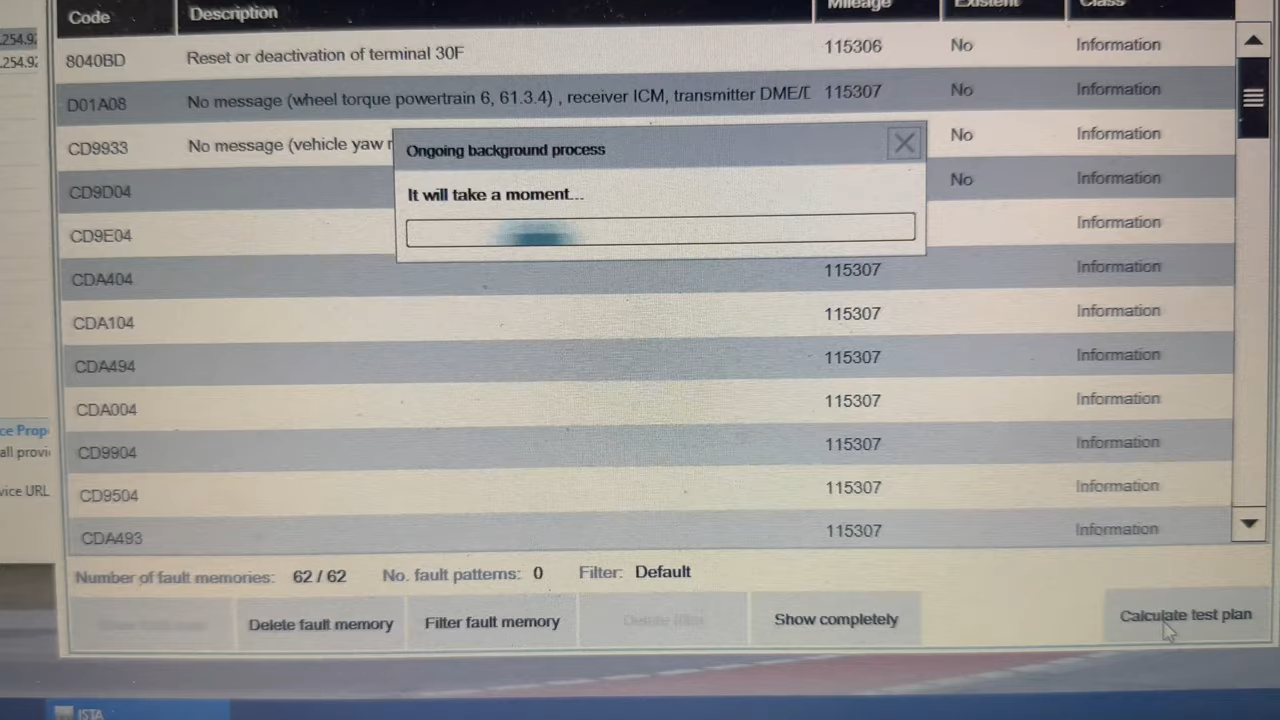 Code Description Mileage Existent Class
.254.92
.254.92
8040BD Reset or deactivation of terminal 30F 115306 No Information
D01A08 No message (wheel torque powertrain 6, 61.3.4) , receiver ICM, transmitter DME/D 115307 No Information
CD9933 No message (vehicle yaw r No Information
CD9D04 No Information
CD9E04 Information
CDA404 115307 Information
CDA104 115307 Information
CDA494 115307 Information
CDA004 115307 Information
CD9904 115307 Information
CD9504 115307 Information
CDA493 115307 Information
Ongoing background process
It will take a moment...
ce Prop
all provi
vice URL
Number of fault memories: 62 / 62 No. fault patterns: 0 Filter: Default
Delete fault memory Filter fault memory Delete filter Show completely Calculate test plan
ISTA